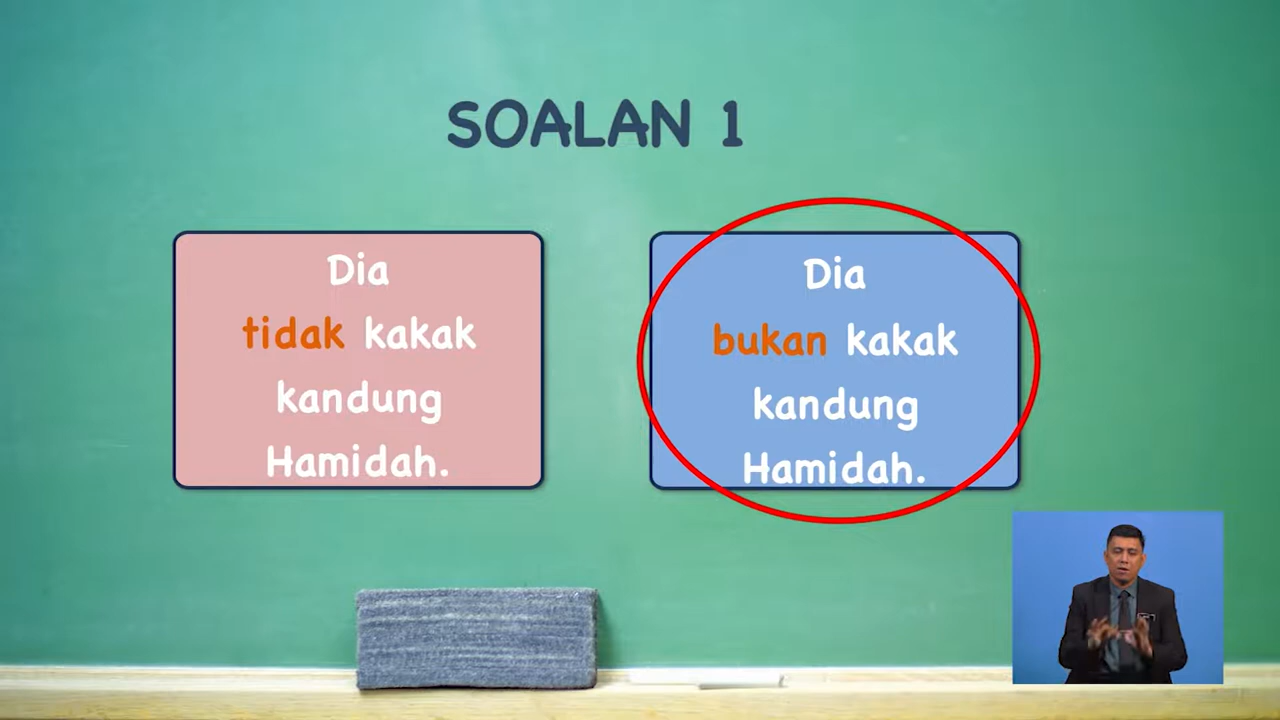 SOALAN 1
Dia
tidak kakak
kandung
Hamidah.
Dia
bukan kakak
kandung
Hamidah.